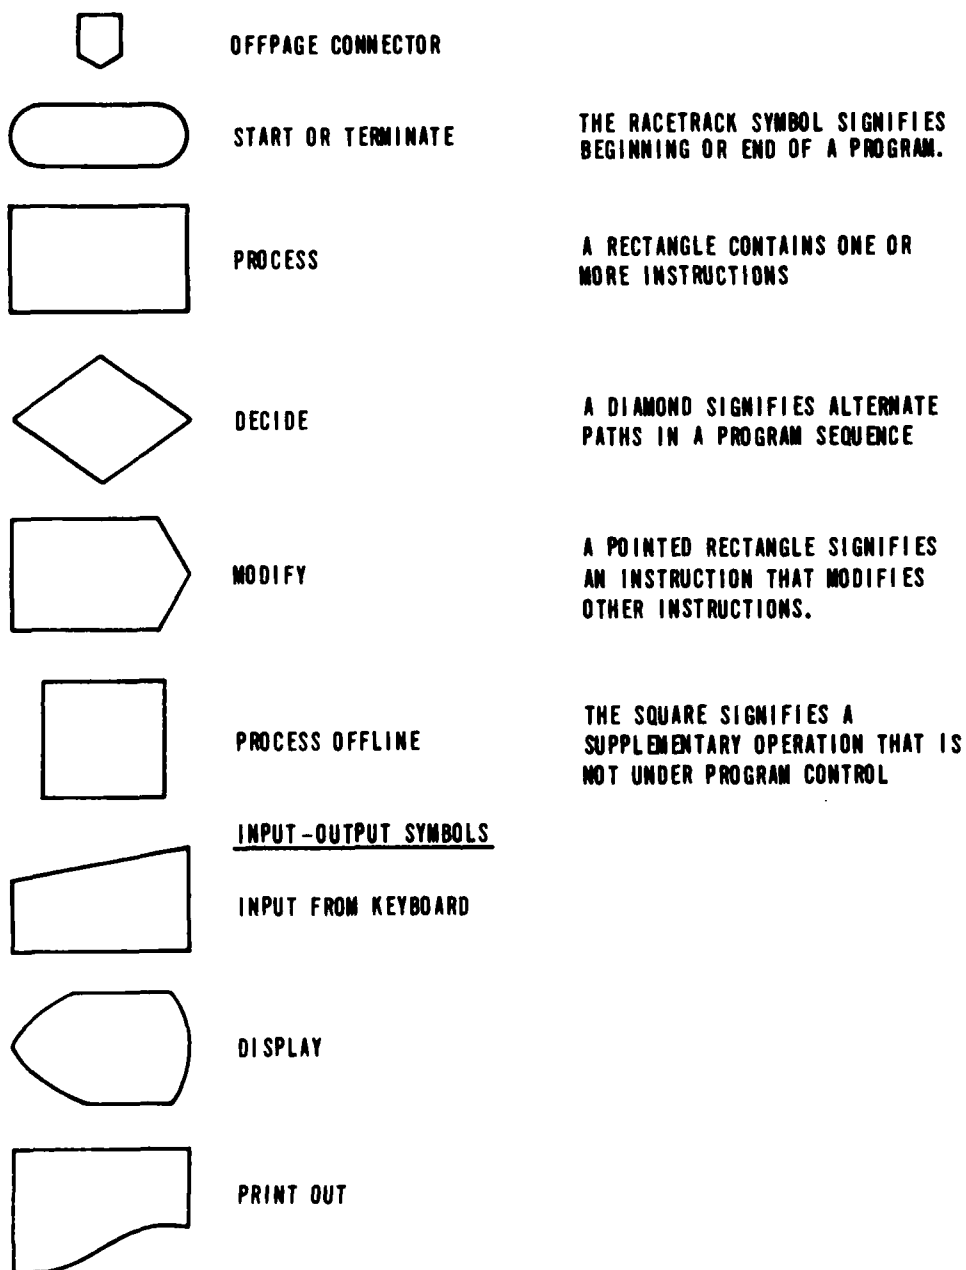 OFFPAGE CONNECTOR
START OR TERMINATE
THE RACETRACK SYMBOL SIGNIFIES
BEGINNING OR END OF A PROGRAM.
PROCESS
A RECTANGLE CONTAINS ONE OR
MORE INSTRUCTIONS
DECIDE
A DIAMOND SIGNIFIES ALTERNATE
PATHS IN A PROGRAM SEQUENCE
MODIFY
A POINTED RECTANGLE SIGNIFIES
AN INSTRUCTION THAT MODIFIES
OTHER INSTRUCTIONS.
PROCESS OFFLINE
THE SQUARE SIGNIFIES A
SUPPLEMENTARY OPERATION THAT IS
NOT UNDER PROGRAM CONTROL
INPUT-OUTPUT SYMBOLS
INPUT FROM KEYBOARD
DISPLAY
PRINT OUT